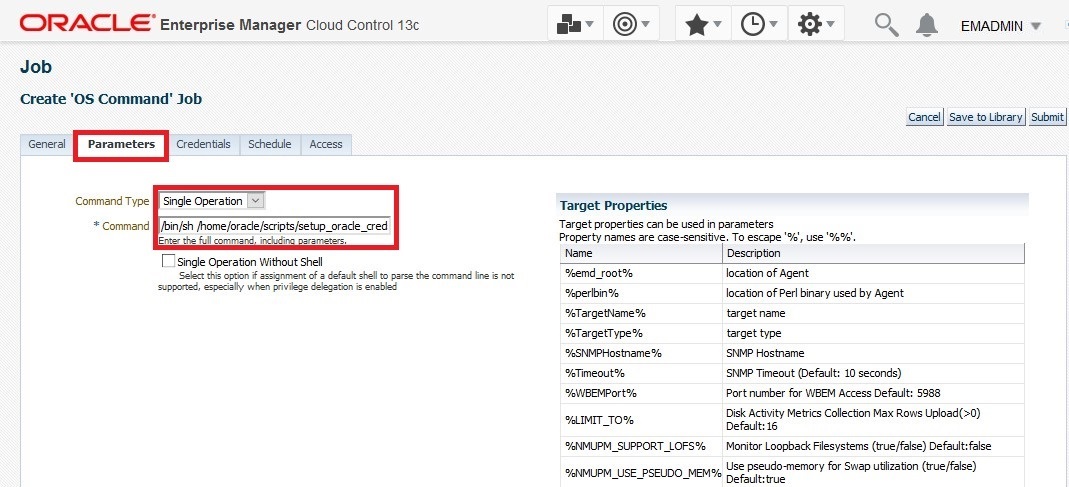 ORACLE Enterprise Manager Cloud Control 13c
EMADMIN
Job
Create 'OS Command' Job
Cancel Save to Library Submit
General Parameters Credentials Schedule Access
Command Type Single Operation
* Command /bin/sh /home/oracle/scripts/setup_oracle_cred
Enter the full command, including parameters.
Single Operation Without Shell
Select this option if assignment of a default shell to parse the command line is not
supported, especially when privilege delegation is enabled
Target Properties
Target properties can be used in parameters
Property names are case-sensitive. To escape '%', use '%%'.
Name Description
%emd_root% location of Agent
%perlbin% location of Perl binary used by Agent
%TargetName% target name
%TargetType% target type
%SNMPHostname% SNMP Hostname
%Timeout% SNMP Timeout (Default: 10 seconds)
%WBEMPort% Port number for WBEM Access Default: 5988
%LIMIT_TO% Disk Activity Metrics Collection Max Rows Upload(>0)
Default:16
%NMUPM_SUPPORT_LOFS% Monitor Loopback Filesystems (true/false) Default:false
%NMUPM_USE_PSEUDO_MEM% Use pseudo-memory for Swap utilization (true/false)
Default:true